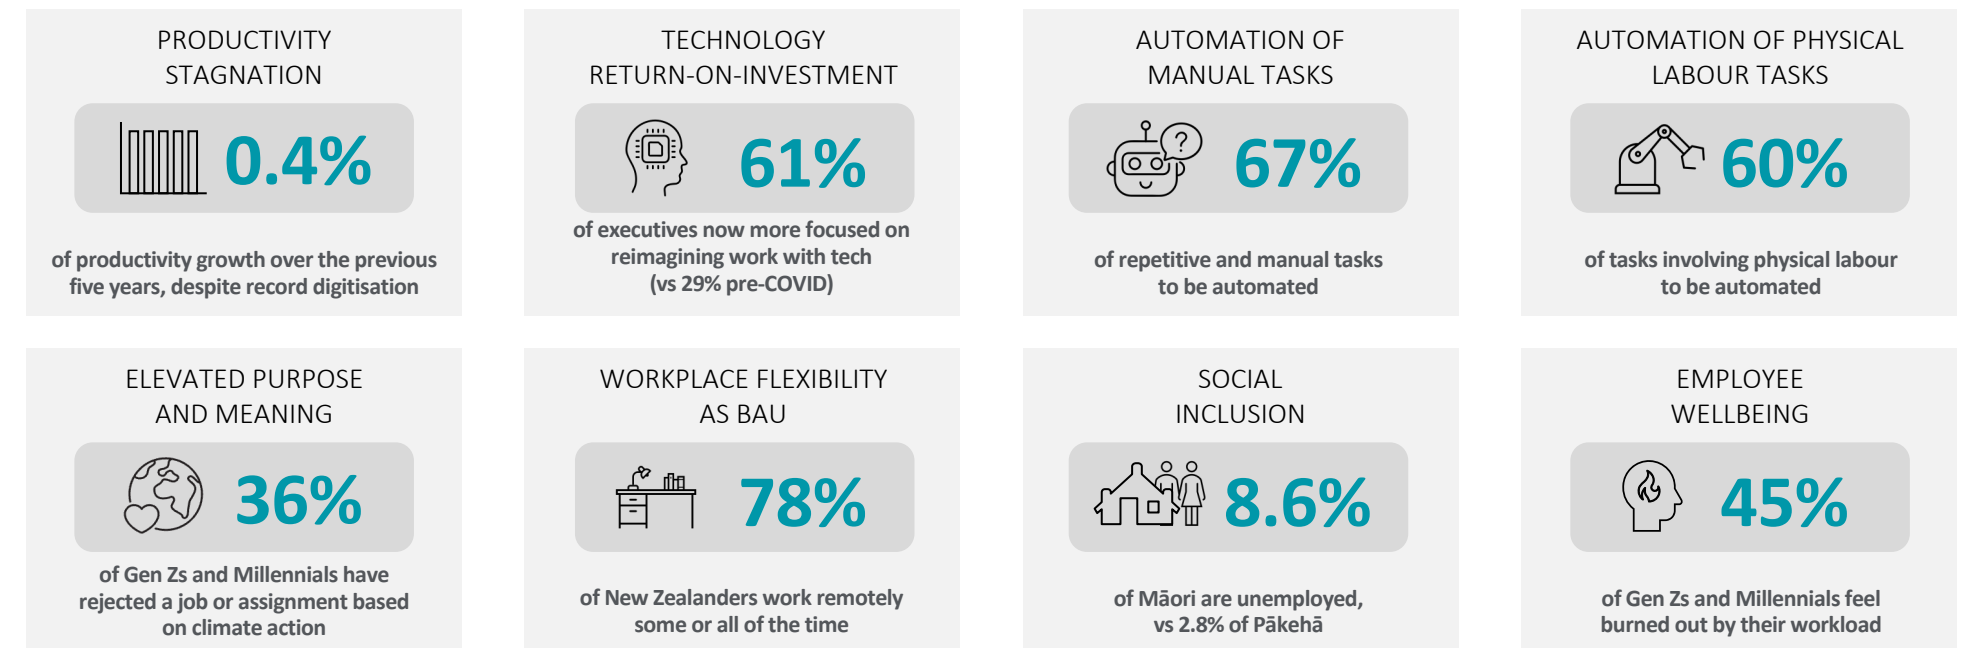 PRODUCTIVITY
STAGNATION
0.4%
of productivity growth over the previous
five years, despite record digitisation
TECHNOLOGY
RETURN-ON-INVESTMENT
61%
of executives now more focused on
reimagining work with tech
(vs 29% pre-COVID)
AUTOMATION OF
MANUAL TASKS
?
67%
of repetitive and manual tasks
to be automated
AUTOMATION OF PHYSICAL
LABOUR TASKS
60%
of tasks involving physical labour
to be automated
ELEVATED PURPOSE
AND MEANING
36%
of Gen Zs and Millennials have
rejected a job or assignment based
on climate action
WORKPLACE FLEXIBILITY
AS BAU
78%
of New Zealanders work remotely
some or all of the time
SOCIAL
INCLUSION
8.6%
of Māori are unemployed,
vs 2.8% of Pākehā
EMPLOYEE
WELLBEING
45%
of Gen Zs and Millennials feel
burned out by their workload